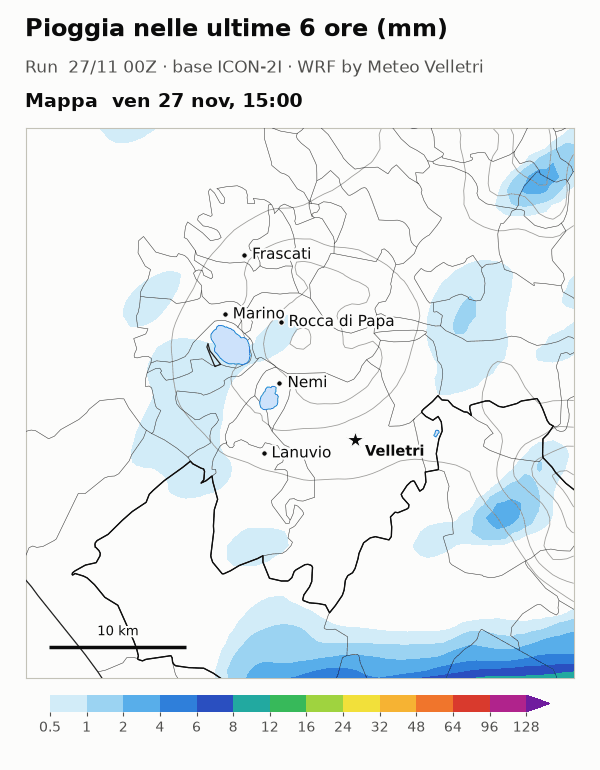 Pioggia nelle ultime 6 ore (mm)
Run 27/11 00Z · base ICON-2I · WRF by Meteo Velletri
Mappa ven 27 nov, 15:00
Frascati
Marino
Rocca di Papa
Nemi
Velletri
Lanuvio
10 km
0.5 1 2 4 6 8 12 16 24 32 48 64 96 128